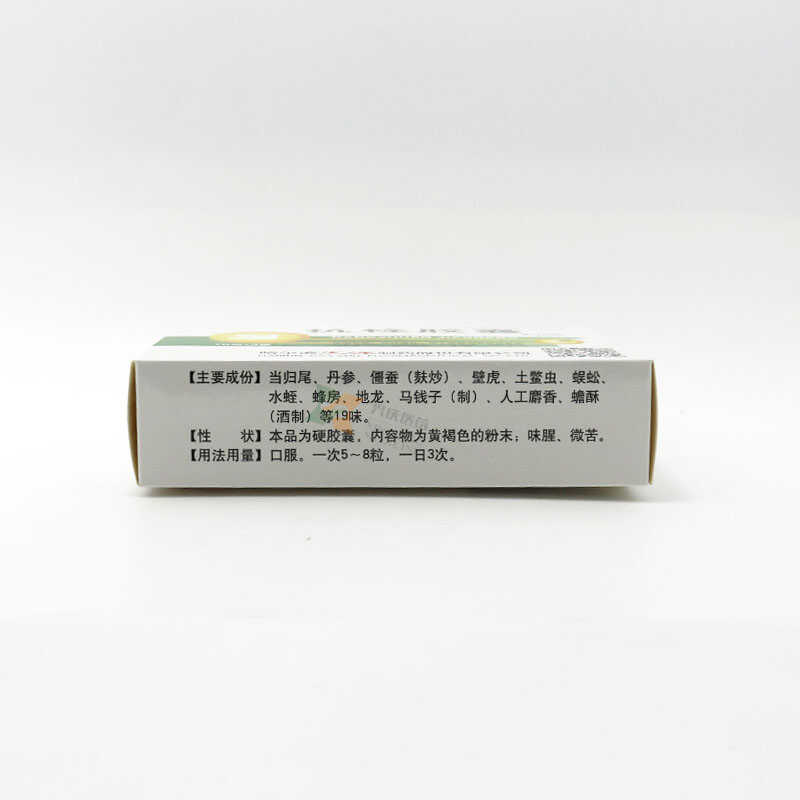 抗栓胶囊
【主要成份】当归尾、丹参、僵蚕（麸炒）、壁虎、土鳖虫、蜈蚣、
水蛭、蜂房、地龙、马钱子（制）、人工麝香、蟾酥
（酒制）等19味。
【性　　状】本品为硬胶囊，内容物为黄褐色的粉末；味腥、微苦。
【用法用量】口服。一次5～8粒，一日3次。